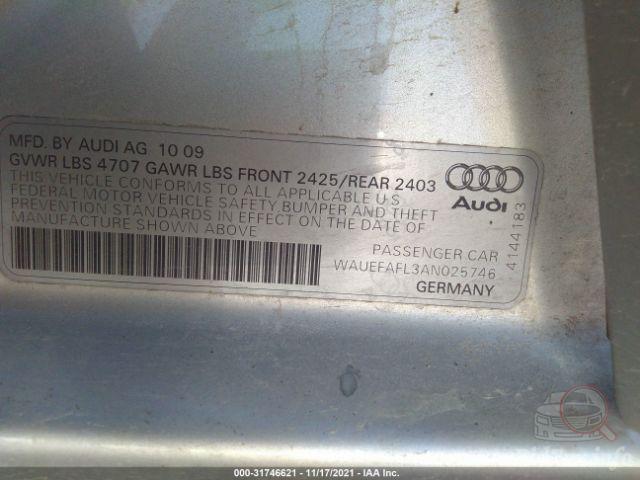 MFD. BY AUDI AG 10 09
GVWR LBS 4707 GAWR LBS FRONT 2425/REAR 2403
THIS VEHICLE CONFORMS TO ALL APPLICABLE U S
FEDERAL MOTOR VEHICLE SAFETY BUMPER AND THEFT
PREVENTION STANDARDS IN EFFECT ON THE DATE OF
MANUFACTURE SHOWN ABOVE
Audi
4144183
PASSENGER CAR
WAUEFAFL3AN025746
GERMANY
000-31746621 - 11/17/2021 - IAA Inc.